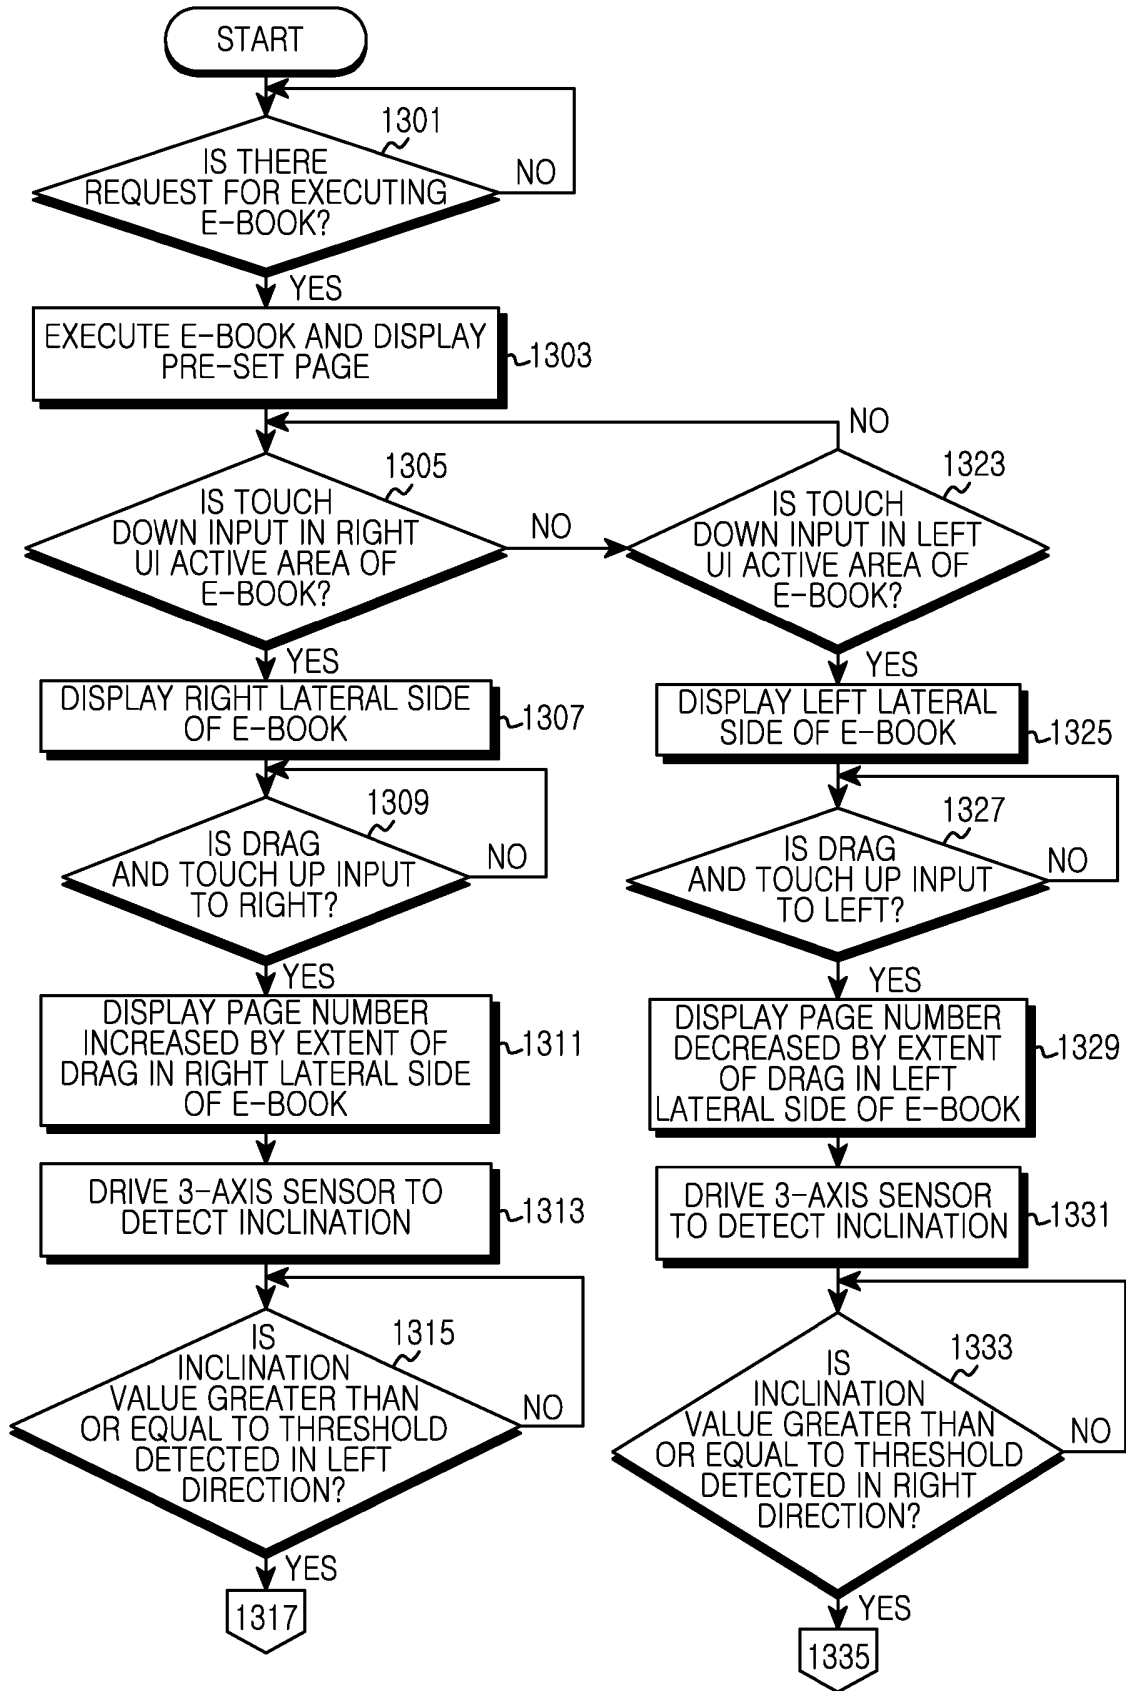 START
1301
IS THERE
REQUEST FOR EXECUTING
E-BOOK?
NO
YES
EXECUTE E-BOOK AND DISPLAY
PRE-SET PAGE
1303
NO
1305
IS TOUCH
DOWN INPUT IN RIGHT
UI ACTIVE AREA OF
E-BOOK?
NO
1323
IS TOUCH
DOWN INPUT IN LEFT
UI ACTIVE AREA OF
E-BOOK?
YES
DISPLAY RIGHT LATERAL SIDE
OF E-BOOK
1307
YES
DISPLAY LEFT LATERAL
SIDE OF E-BOOK
1325
1309
IS DRAG
AND TOUCH UP INPUT
TO RIGHT?
NO
1327
IS DRAG
AND TOUCH UP INPUT
TO LEFT?
NO
YES
DISPLAY PAGE NUMBER
INCREASED BY EXTENT OF
DRAG IN RIGHT LATERAL SIDE
OF E-BOOK
1311
YES
DISPLAY PAGE NUMBER
DECREASED BY EXTENT
OF DRAG IN LEFT
LATERAL SIDE OF E-BOOK
1329
DRIVE 3-AXIS SENSOR TO
DETECT INCLINATION
1313
DRIVE 3-AXIS SENSOR
TO DETECT INCLINATION
1331
1315
IS
INCLINATION
VALUE GREATER THAN
OR EQUAL TO THRESHOLD
DETECTED IN LEFT
DIRECTION?
NO
1333
IS
INCLINATION
VALUE GREATER THAN
OR EQUAL TO THRESHOLD
DETECTED IN RIGHT
DIRECTION?
NO
YES
1317
YES
1335